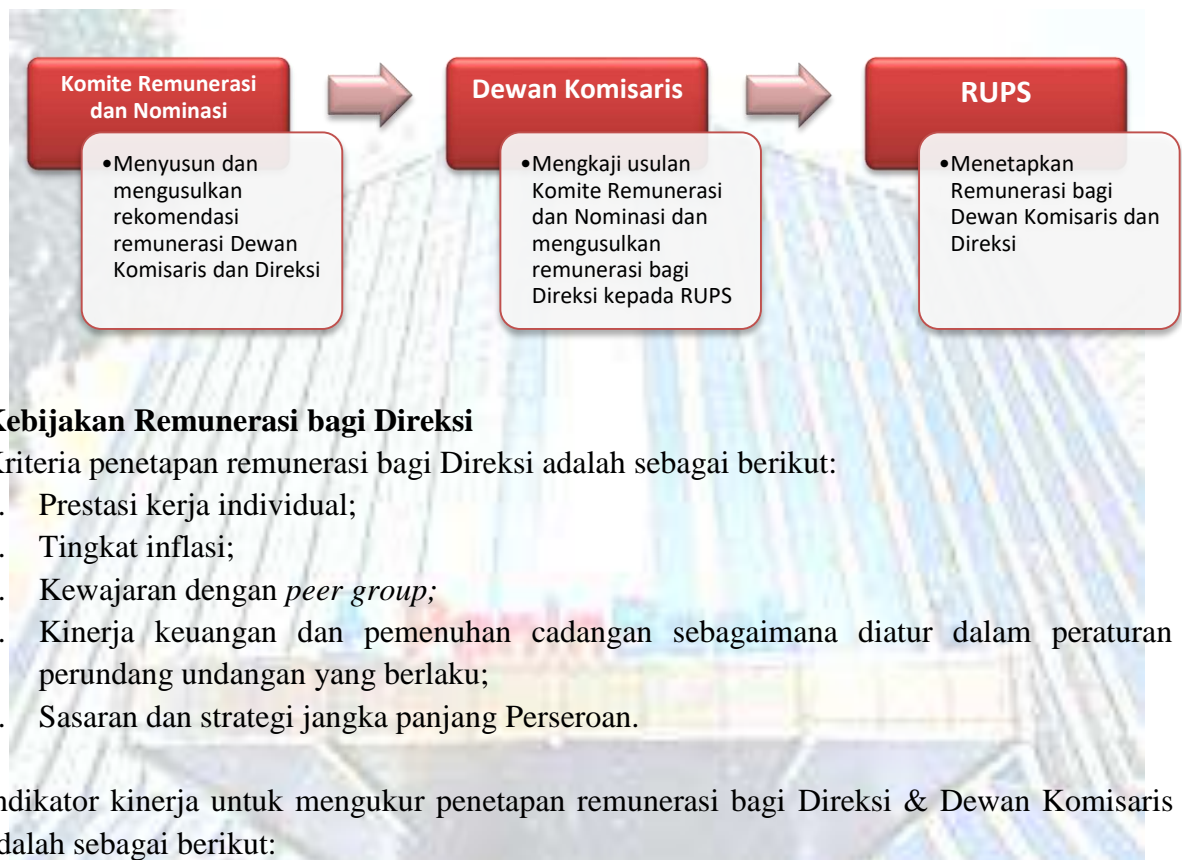 Komite Remunerasi
dan Nominasi
•Menyusun dan
mengusulkan
rekomendasi
remunerasi Dewan
Komisaris dan Direksi
Dewan Komisaris
•Mengkaji usulan
Komite Remunerasi
dan Nominasi dan
mengusulkan
remunerasi bagi
Direksi kepada RUPS
RUPS
•Menetapkan
Remunerasi bagi
Dewan Komisaris dan
Direksi
Kebijakan Remunerasi bagi Direksi
Kriteria penetapan remunerasi bagi Direksi adalah sebagai berikut:
. Prestasi kerja individual;
. Tingkat inflasi;
. Kewajaran dengan peer group;
. Kinerja keuangan dan pemenuhan cadangan sebagaimana diatur dalam peraturan
perundang undangan yang berlaku;
. Sasaran dan strategi jangka panjang Perseroan.
ndikator kinerja untuk mengukur penetapan remunerasi bagi Direksi & Dewan Komisaris
dalah sebagai berikut: